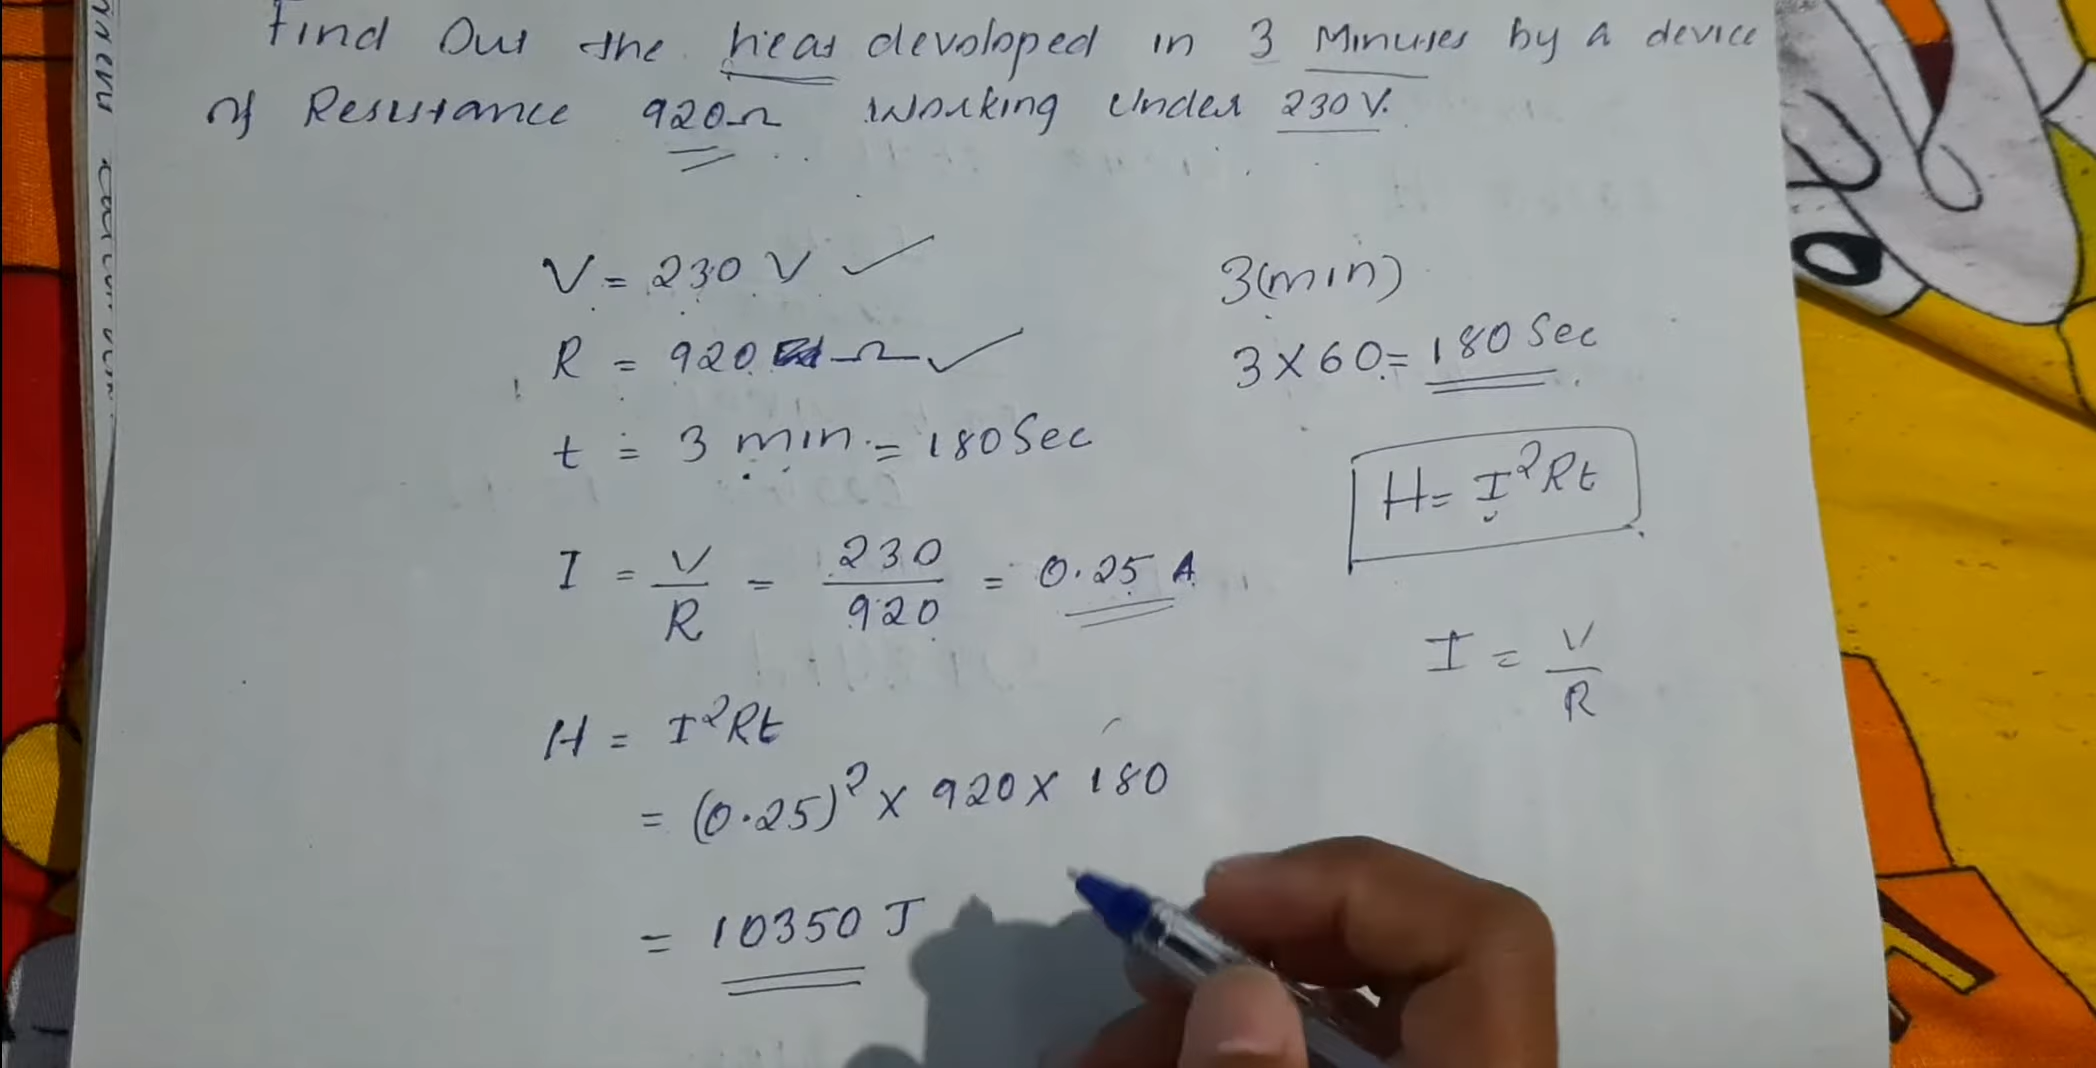 Find Out the heat devoloped in 3 Minutes by a device
of Resistance 920Ω Working Under 230 V.
V = 230 V ✓
R = 920 Ω ✓
t = 3 min = 180 Sec
I = V/R = 230/920 = 0.25 A
H = I²Rt
= (0.25)² × 920 × 180
= 10350 J
3(min)
3 × 60 = 180 Sec
H = I²Rt
I = V/R